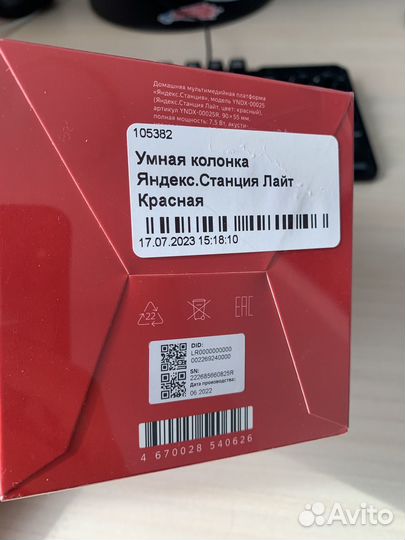 Домашняя мультимедийная платформа
«Яндекс.Станция», модель YNDX-00025
(Яндекс.Станция Лайт, цвет: красный),
артикул YNDX-00025R, 90×55 мм,
полная мощность: 7,5 Вт, акусти-
105382
Умная колонка
Яндекс.Станция Лайт
Красная
17.07.2023 15:18:10
22
EAC
DID:
LR0000000000
002269240000
SN:
222685660825R
Дата производства:
06 2022
4 670028 540626
Avito